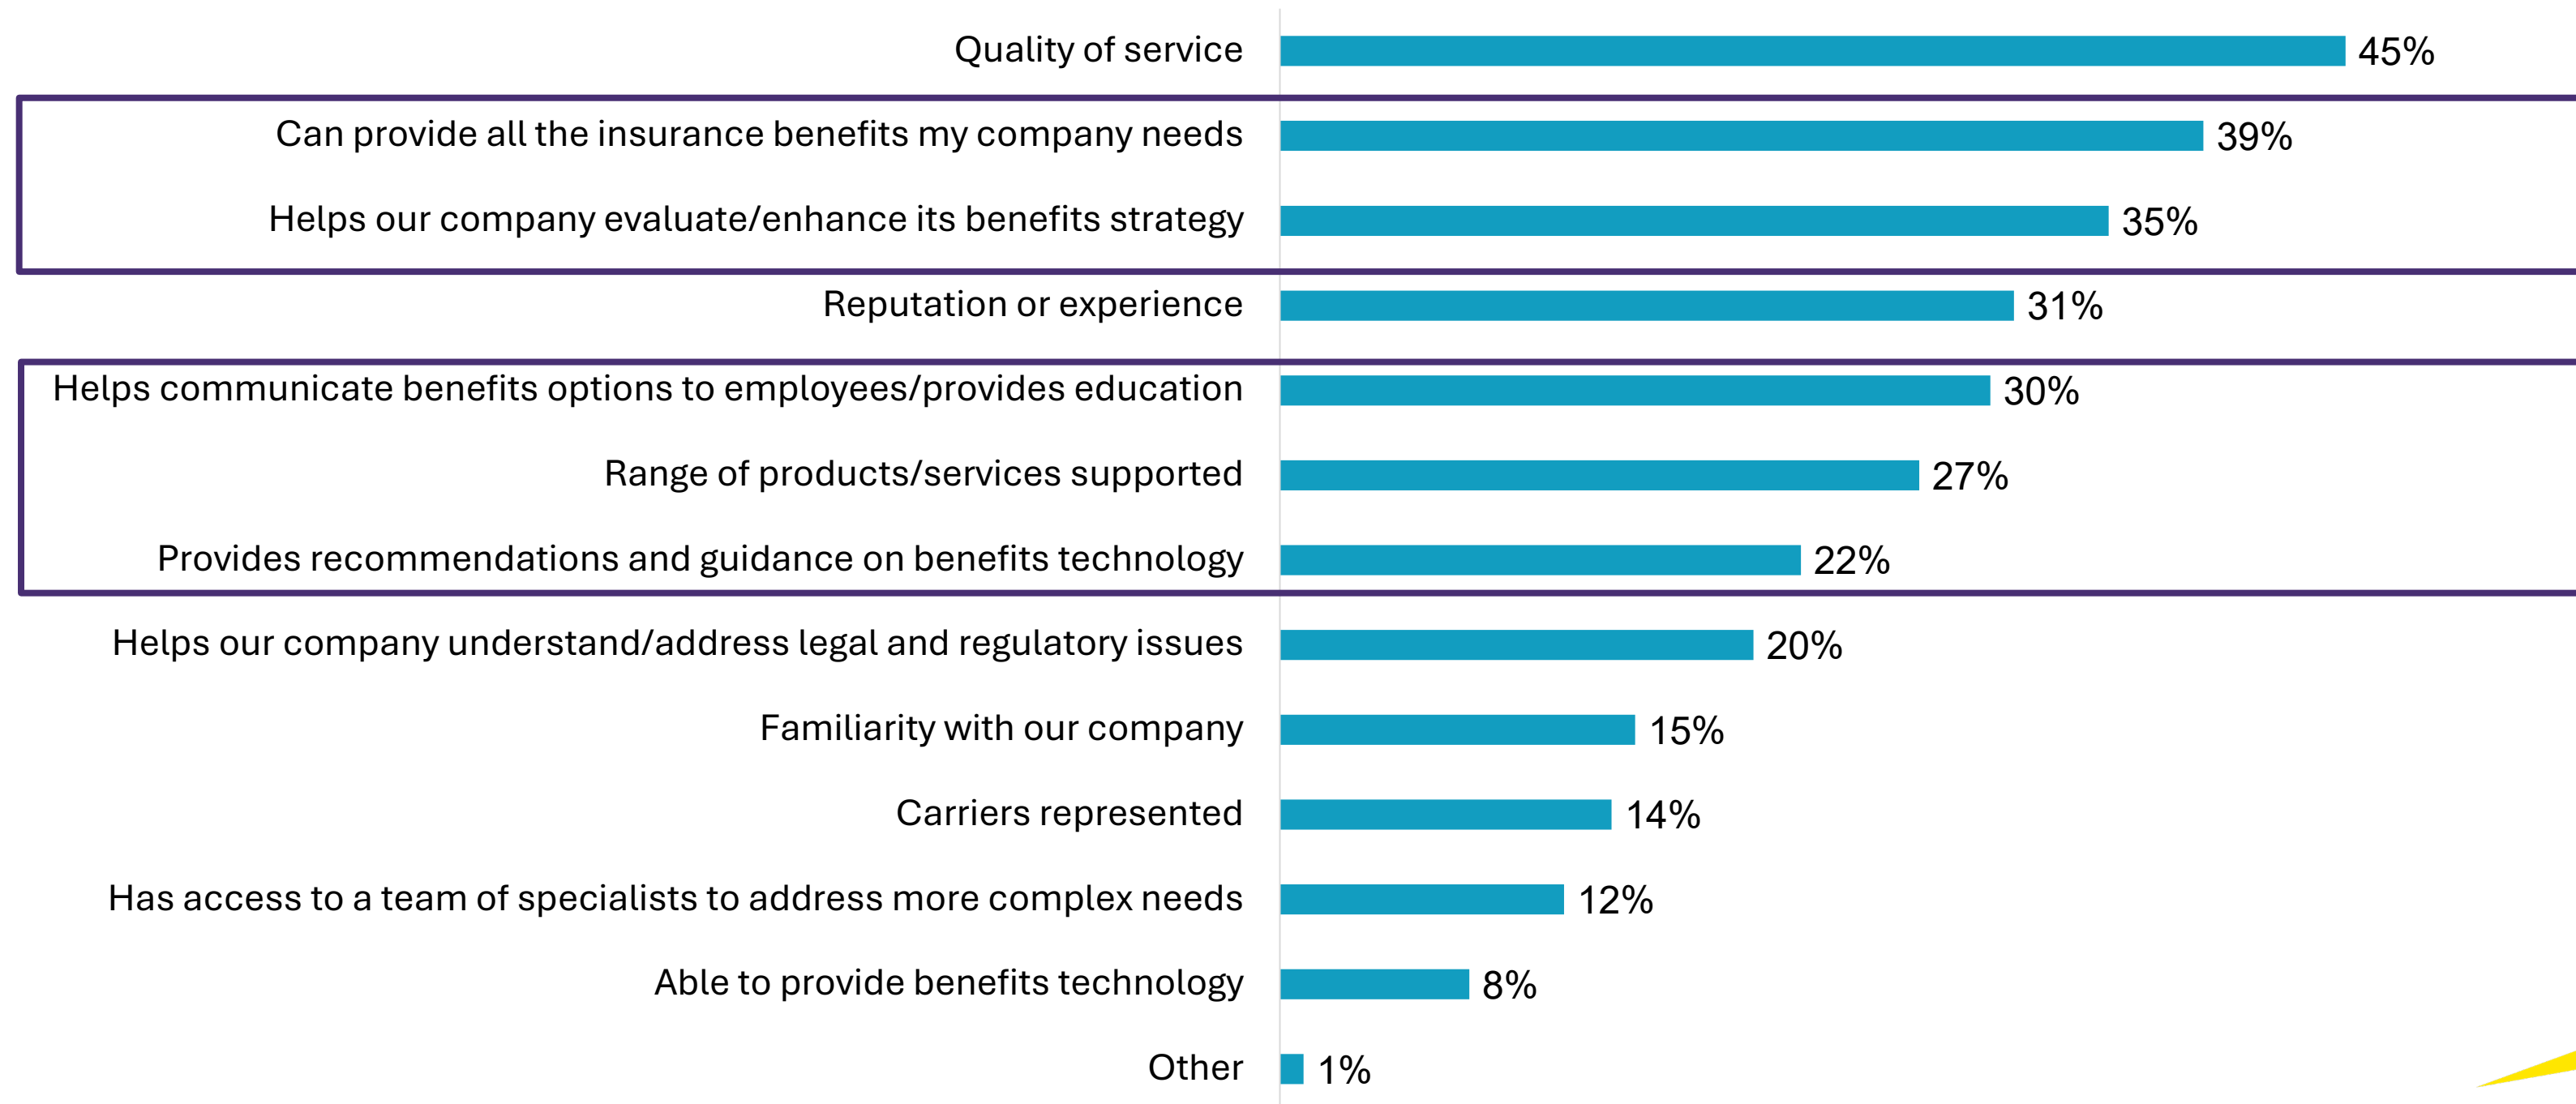 Quality of service 45%
Can provide all the insurance benefits my company needs 39%
Helps our company evaluate/enhance its benefits strategy 35%
Reputation or experience 31%
Helps communicate benefits options to employees/provides education 30%
Range of products/services supported 27%
Provides recommendations and guidance on benefits technology 22%
Helps our company understand/address legal and regulatory issues 20%
Familiarity with our company 15%
Carriers represented 14%
Has access to a team of specialists to address more complex needs 12%
Able to provide benefits technology 8%
Other 1%